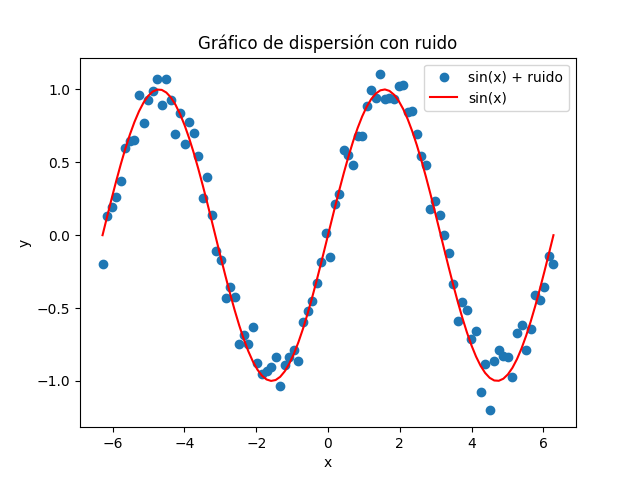 Gráfico de dispersión con ruido
sin(x) + ruido
sin(x)
1.0
0.5
0.0
−0.5
−1.0
y
−6 −4 −2 0 2 4 6
x